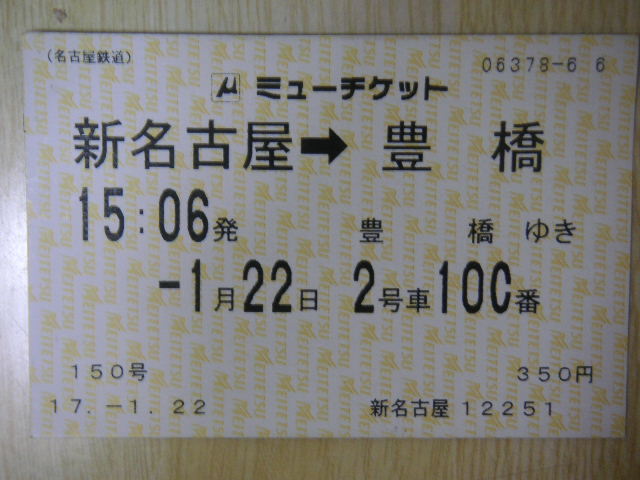 (名古屋鉄道) 06378-6 6
μ ミューチケット
新名古屋➡豊 橋
15:06発 豊 橋 ゆき
-1月22日 2号車10C番
150号 350円
17.-1.22 新名古屋 12251